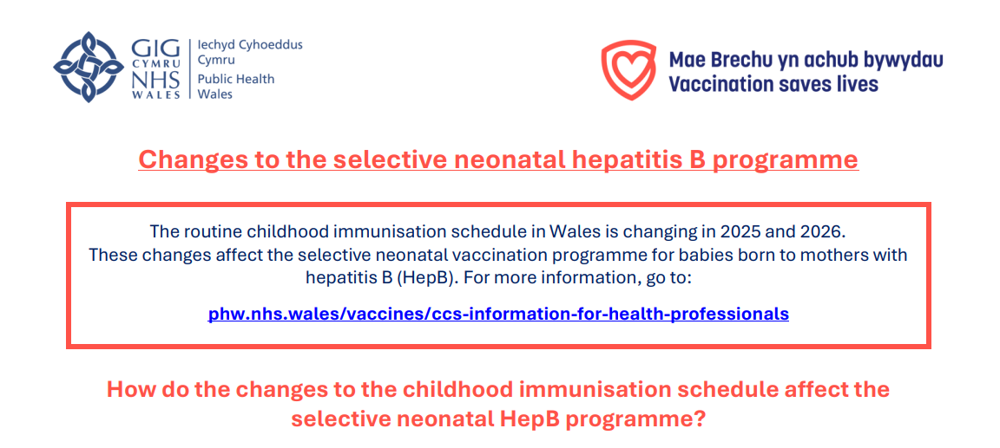 GIG
CYMRU
NHS
WALES
Iechyd Cyhoeddus
Cymru
Public Health
Wales
Mae Brechu yn achub bywydau
Vaccination saves lives
Changes to the selective neonatal hepatitis B programme
The routine childhood immunisation schedule in Wales is changing in 2025 and 2026.
These changes affect the selective neonatal vaccination programme for babies born to mothers with
hepatitis B (HepB). For more information, go to:
phw.nhs.wales/vaccines/ccs-information-for-health-professionals
How do the changes to the childhood immunisation schedule affect the
selective neonatal HepB programme?